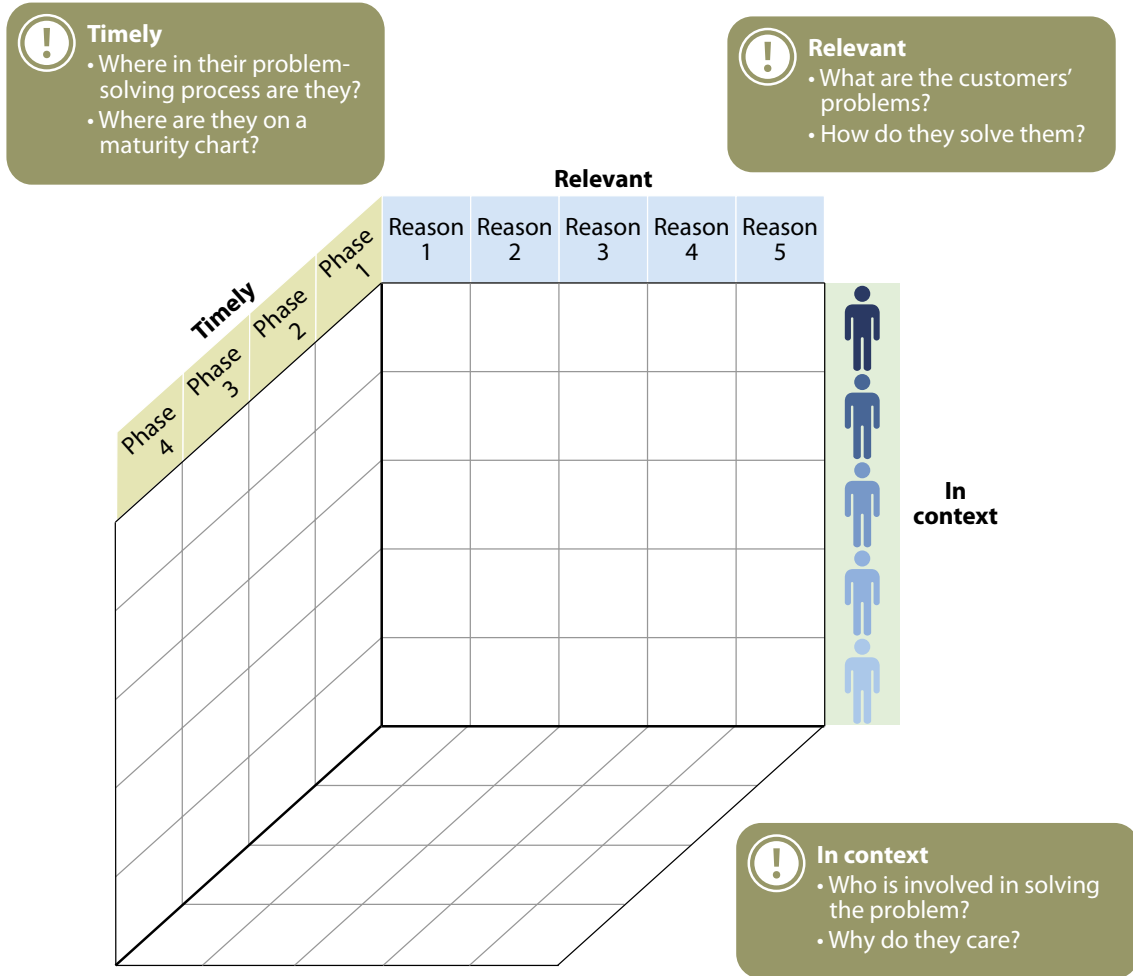 Timely
• Where in their problem-
solving process are they?
• Where are they on a
maturity chart?
Relevant
• What are the customers’
problems?
• How do they solve them?
Relevant
Reason
1
Reason
2
Reason
3
Reason
4
Reason
5
Timely
Phase
1
Phase
2
Phase
3
Phase
4
In
context
In context
• Who is involved in solving
the problem?
• Why do they care?